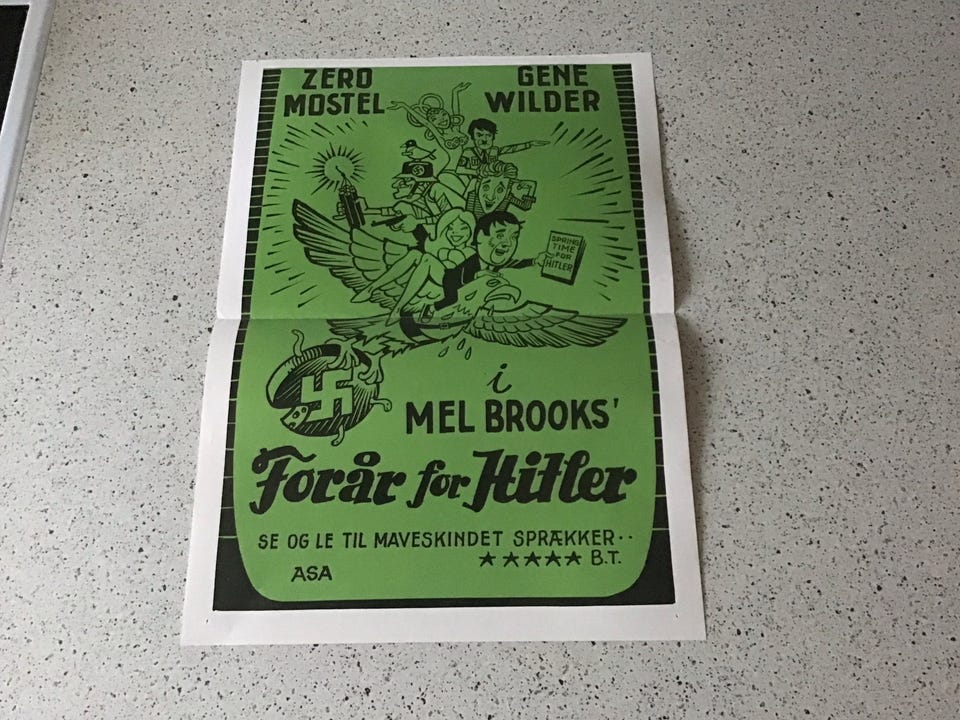 ZERO MOSTEL
GENE WILDER
SPRING
TIME
FOR
HITLER
i
MEL BROOKS'
Forår for Hitler
SE OG LE TIL MAVESKINDET SPRÆKKER··
★★★★★ B.T.
ASA